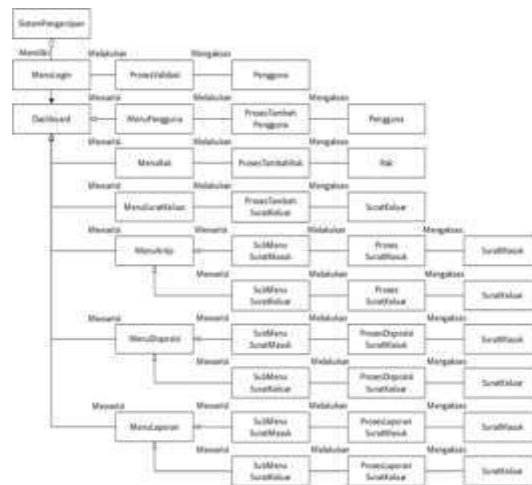 SistemPengarsipan
Memiliki
Melakukan
Mengakses
MenuLogin
ProsesValidasi
Pengguna
Dashboard
Mewarisi
Melakukan
Mengakses
MenuPengguna
ProsesTambah
Pengguna
Pengguna
Mewarisi
Melakukan
Mengakses
MenuRak
ProsesTambahRak
Rak
Mewarisi
Melakukan
Mengakses
MenuSuratKeluar
ProsesTambah
SuratKeluar
SuratKeluar
Mewarisi
Mewarisi
Melakukan
Mengakses
MenuArsip
SubMenu
SuratMasuk
Proses
SuratMasuk
SuratMasuk
Mewarisi
Melakukan
Mengakses
SubMenu
SuratKeluar
Proses
SuratKeluar
SuratKeluar
Mewarisi
Mewarisi
Melakukan
Mengakses
MenuDisposisi
SubMenu
SuratMasuk
ProsesDisposisi
SuratMasuk
SuratMasuk
Mewarisi
Melakukan
Mengakses
SubMenu
SuratKeluar
ProsesDisposisi
SuratKeluar
SuratKeluar
Mewarisi
Mewarisi
Melakukan
Mengakses
MenuLaporan
SubMenu
SuratMasuk
ProsesLaporan
SuratMasuk
SuratMasuk
Mewarisi
Melakukan
Mengakses
SubMenu
SuratKeluar
ProsesLaporan
SuratKeluar
SuratKeluar